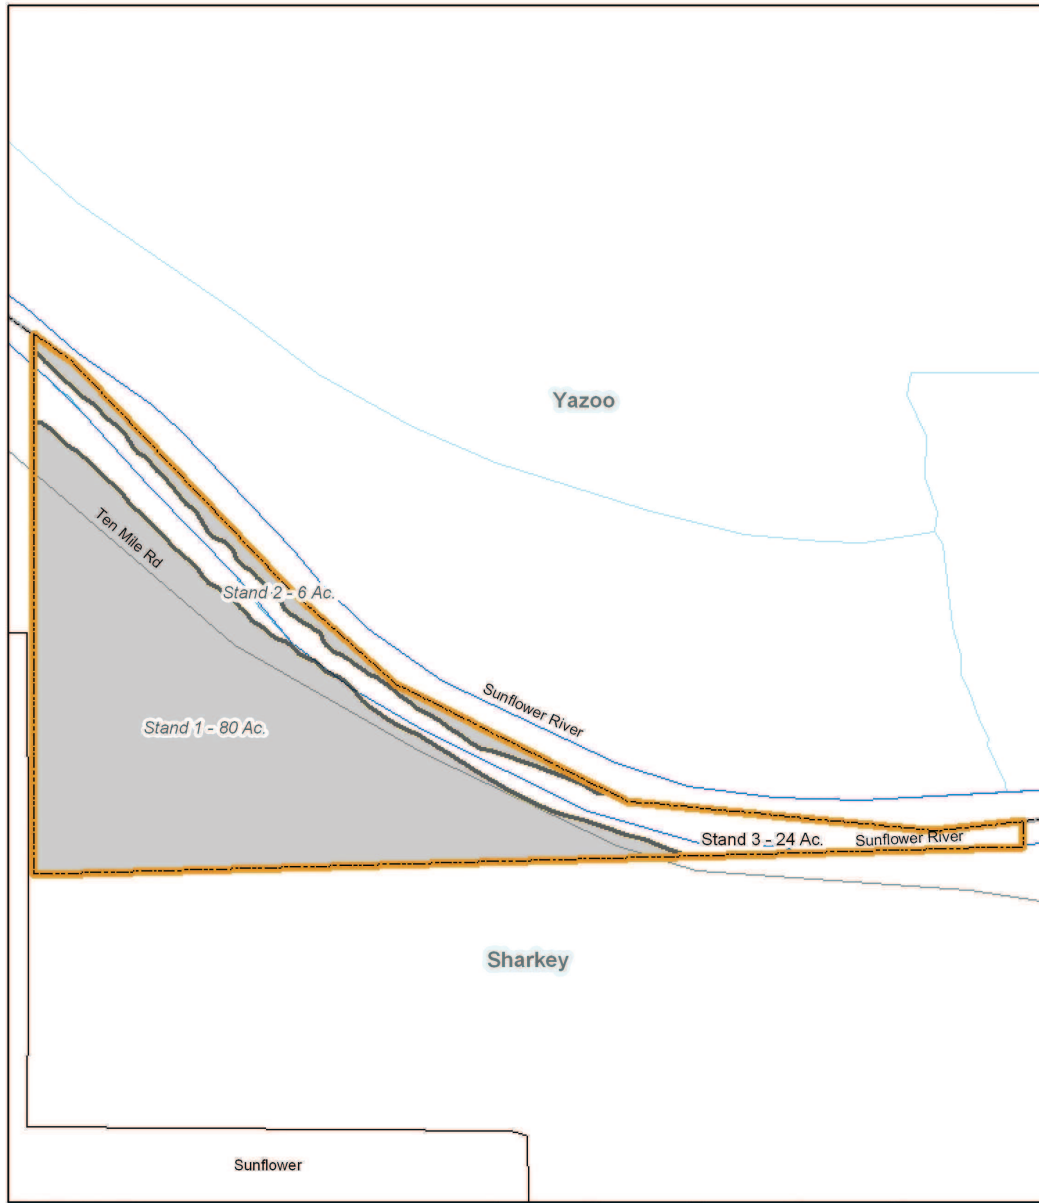 Yazoo
Ten Mile Rd
Stand 2 - 6 Ac.
Sunflower River
Stand 1 - 80 Ac.
Stand 3 - 24 Ac.
Sunflower River
Sharkey
Sunflower